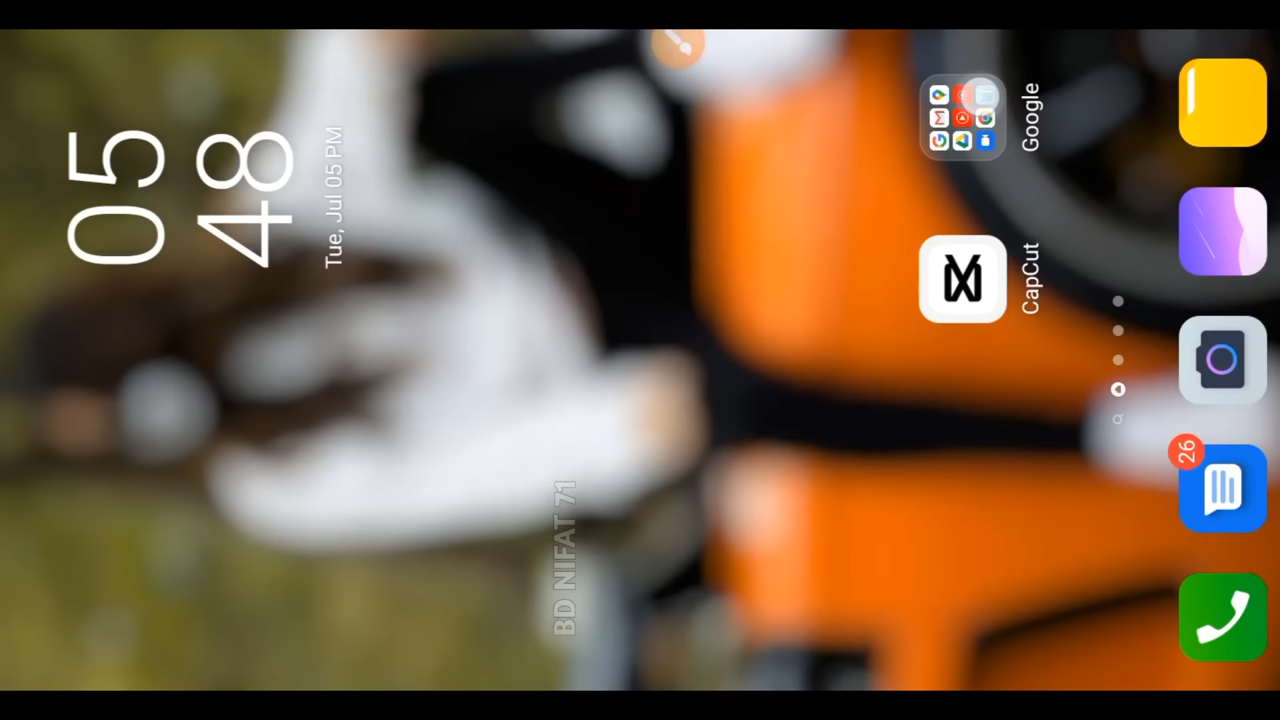 05
48
Tue, Jul 05 PM
Google
CapCut
26
BD NIFAT 71